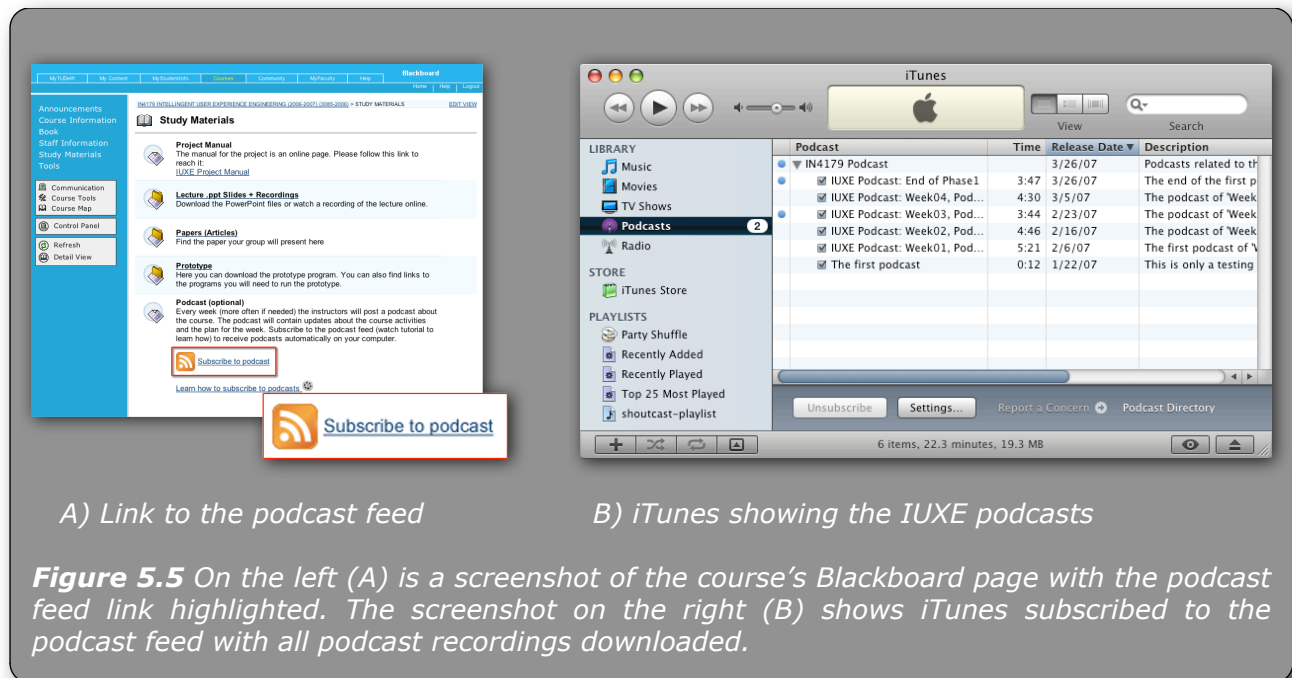 MyTUDelft My Content MyStudentInfo Courses Community MyFaculty Help Blackboard
Home Help Logout
Announcements
Course Information
Book
Staff Information
Study Materials
Tools
Communication
Course Tools
Course Map
Control Panel
Refresh
Detail View
IN4179 INTELLINGENT USER EXPERIENCE ENGINEERING (2006-2007) (3085-2006) > STUDY MATERIALS EDIT VIEW
Study Materials
Project Manual
The manual for the project is an online page. Please follow this link to
reach it:
IUXE Project Manual
Lecture .ppt Slides + Recordings
Download the PowerPoint files or watch a recording of the lecture online.
Papers (Articles)
Find the paper your group will present here
Prototype
Here you can download the prototype program. You can also find links to
the programs you will need to run the prototype.
Podcast (optional)
Every week (more often if needed) the instructors will post a podcast about
the course. The podcast will contain updates about the course activities
and the plan for the week. Subscribe to the podcast feed (watch tutorial to
learn how) to receive podcasts automatically on your computer.
Subscribe to podcast
Learn how to subscribe to podcasts
Subscribe to podcast
iTunes
View Search
LIBRARY
Music
Movies
TV Shows
Podcasts 2
Radio
STORE
iTunes Store
PLAYLISTS
Party Shuffle
Recently Added
Recently Played
Top 25 Most Played
shoutcast-playlist
Podcast Time Release Date Description
IN4179 Podcast 3/26/07 Podcasts related to th
IUXE Podcast: End of Phase1 3:47 3/26/07 The end of the first p
IUXE Podcast: Week04, Pod... 4:30 3/5/07 The podcast of 'Week
IUXE Podcast: Week03, Pod... 3:44 2/23/07 The podcast of 'Week
IUXE Podcast: Week02, Pod... 4:46 2/16/07 The podcast of 'Week
IUXE Podcast: Week01, Pod... 5:21 2/6/07 The first podcast of 'V
The first podcast 0:12 1/22/07 This is only a testing
Unsubscribe Settings... Report a Concern Podcast Directory
6 items, 22.3 minutes, 19.3 MB
A) Link to the podcast feed
B) iTunes showing the IUXE podcasts
Figure 5.5 On the left (A) is a screenshot of the course's Blackboard page with the podcast
feed link highlighted. The screenshot on the right (B) shows iTunes subscribed to the
podcast feed with all podcast recordings downloaded.